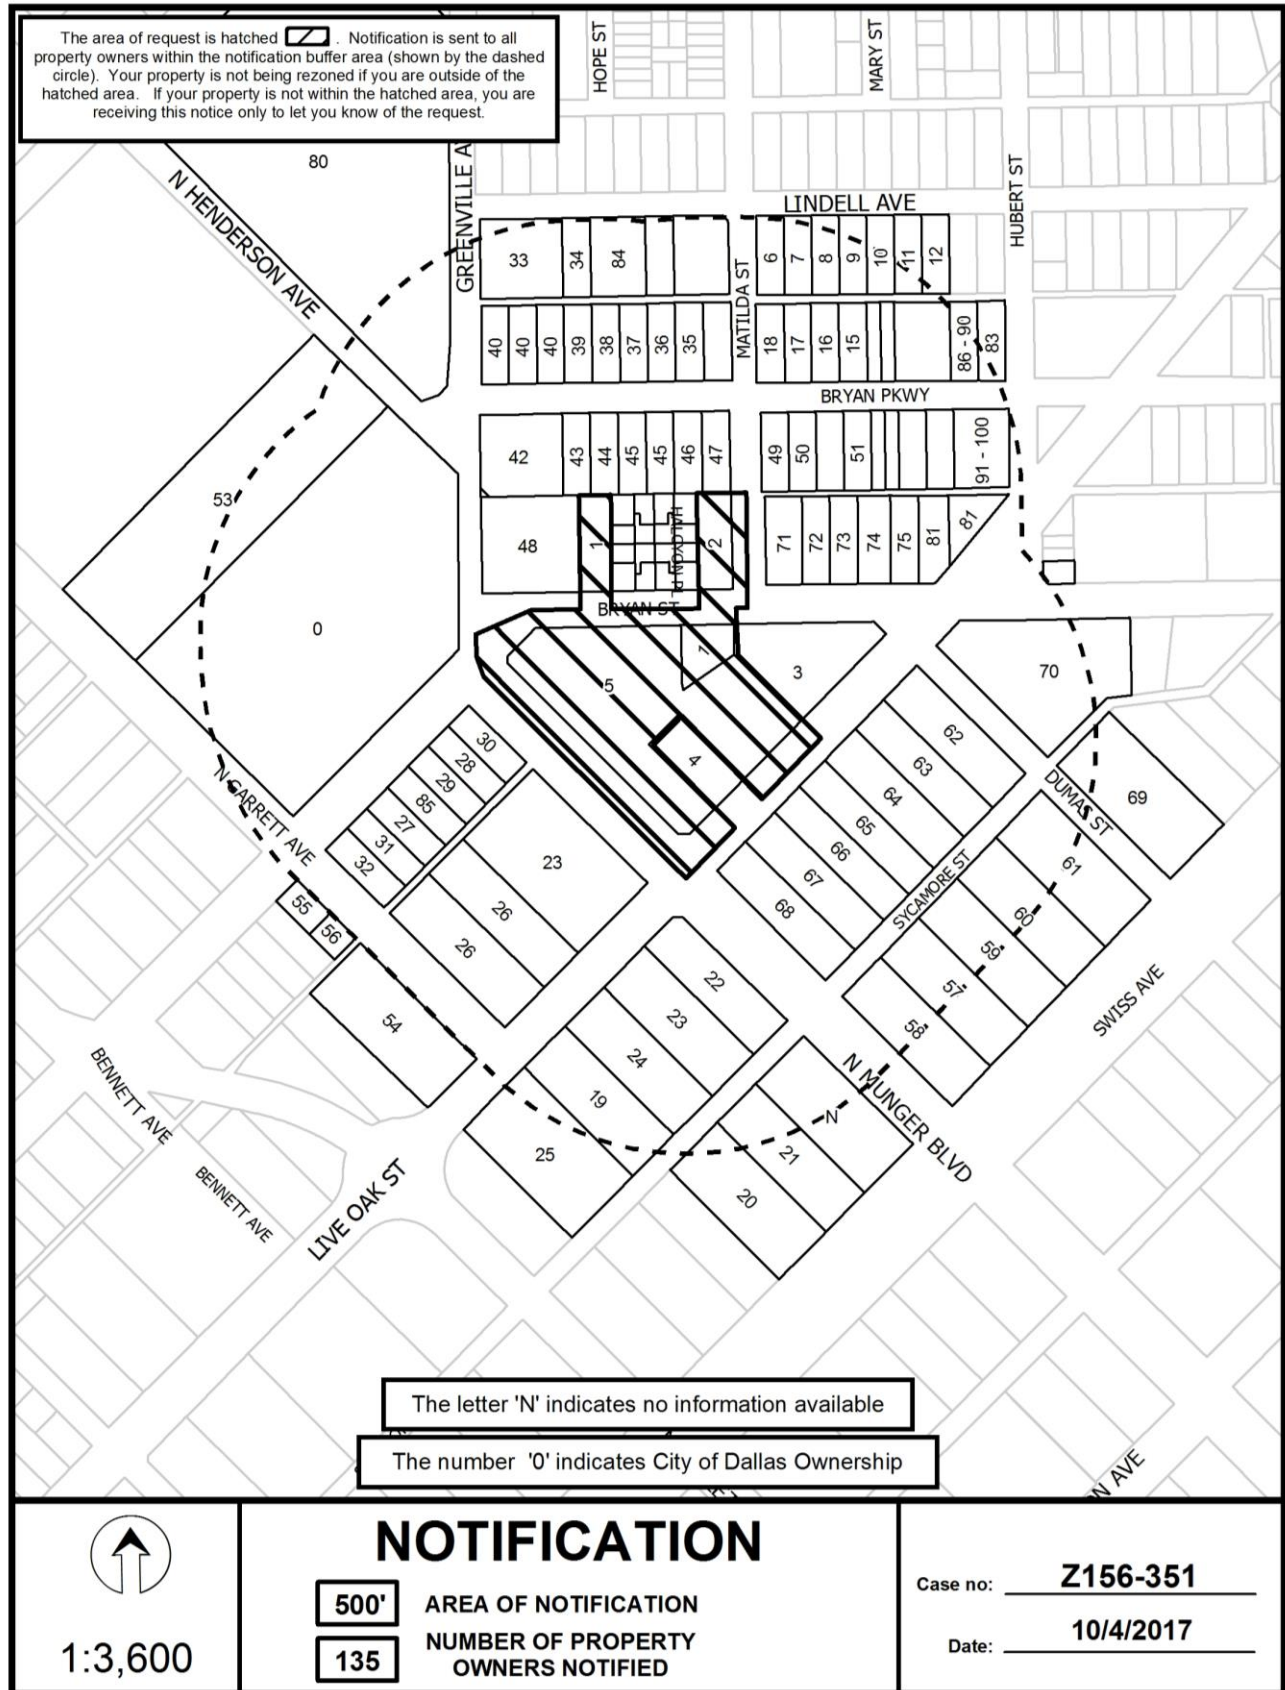 The area of request is hatched . Notification is sent to all
property owners within the notification buffer area (shown by the dashed
circle). Your property is not being rezoned if you are outside of the
hatched area. If your property is not within the hatched area, you are
receiving this notice only to let you know of the request.
HOPE ST
MARY ST
80
GREENVILLE A
N HENDERSON AVE
LINDELL AVE
HUBERT ST
33
34
84
MATILDA ST
6
7
8
9
10
11
12
40
40
40
39
38
37
36
35
18
17
16
15
86 - 90
83
BRYAN PKWY
42
43
44
45
45
46
47
49
50
51
91 - 100
53
48
1
HALCYON PL
2
71
72
73
74
75
81
81
BRYAN ST
0
5
1
3
70
4
62
63
64
65
66
67
68
30
28
29
85
27
31
32
N GARRETT AVE
23
26
26
DUMAS ST
69
61
SYCAMORE ST
60
59
57
58
55
56
54
22
23
24
19
25
SWISS AVE
N MUNGER BLVD
N
21
20
BENNETT AVE
BENNETT AVE
LIVE OAK ST
The letter 'N' indicates no information available
The number '0' indicates City of Dallas Ownership
N AVE
1:3,600
NOTIFICATION
500' AREA OF NOTIFICATION
135 NUMBER OF PROPERTY
OWNERS NOTIFIED
Case no: Z156-351
Date: 10/4/2017